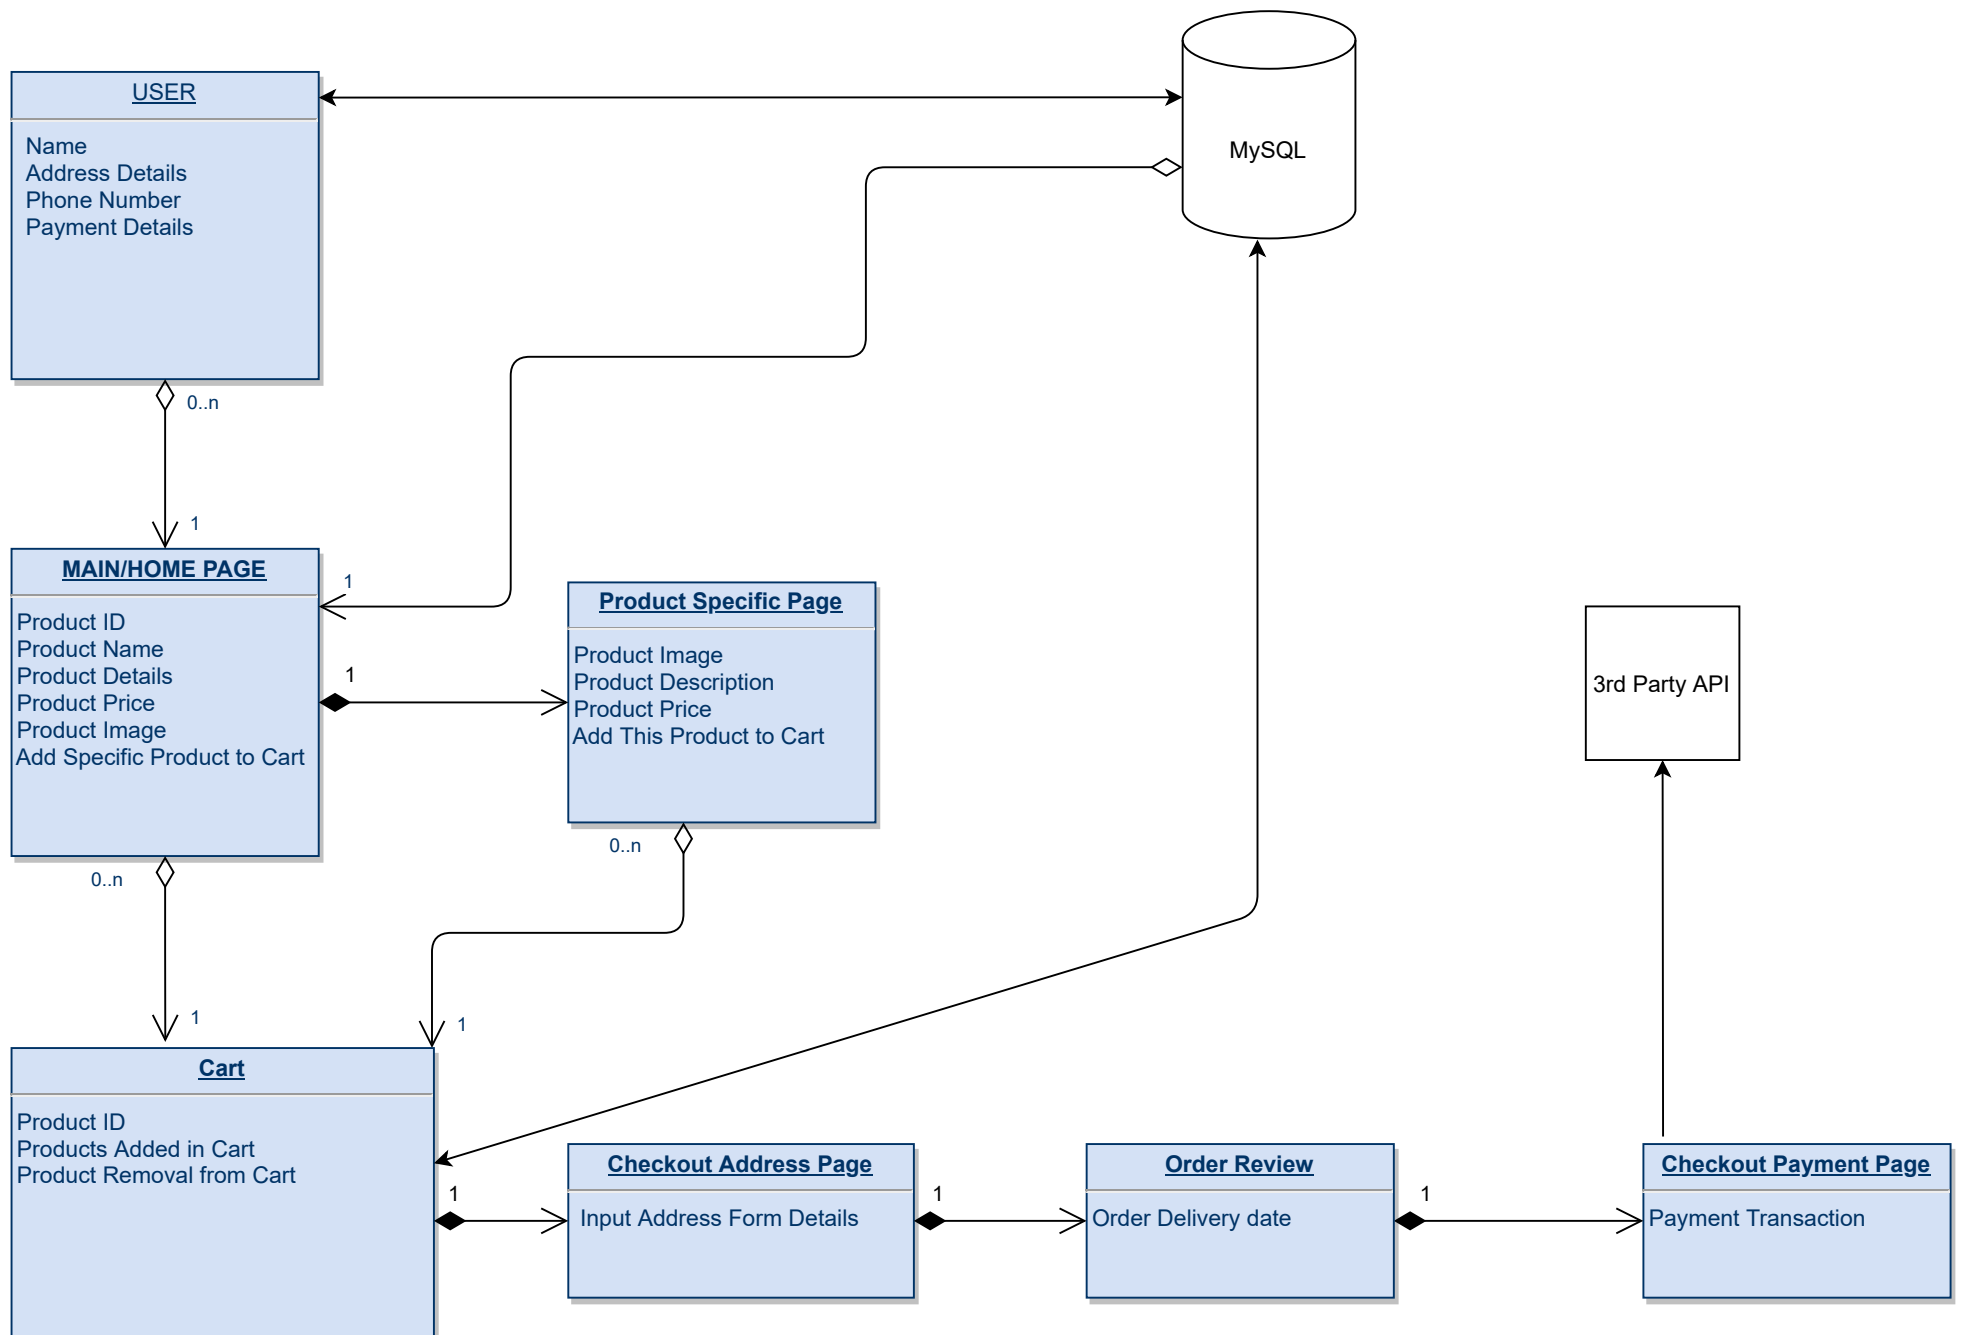 USER
Name
Address Details
Phone Number
Payment Details
MySQL
0..n
1
MAIN/HOME PAGE
Product ID
Product Name
Product Details
Product Price
Product Image
Add Specific Product to Cart
1
1
Product Specific Page
Product Image
Product Description
Product Price
Add This Product to Cart
3rd Party API
0..n
0..n
1
1
Cart
Product ID
Products Added in Cart
Product Removal from Cart
1
Checkout Address Page
Input Address Form Details
1
Order Review
Order Delivery date
1
Checkout Payment Page
Payment Transaction